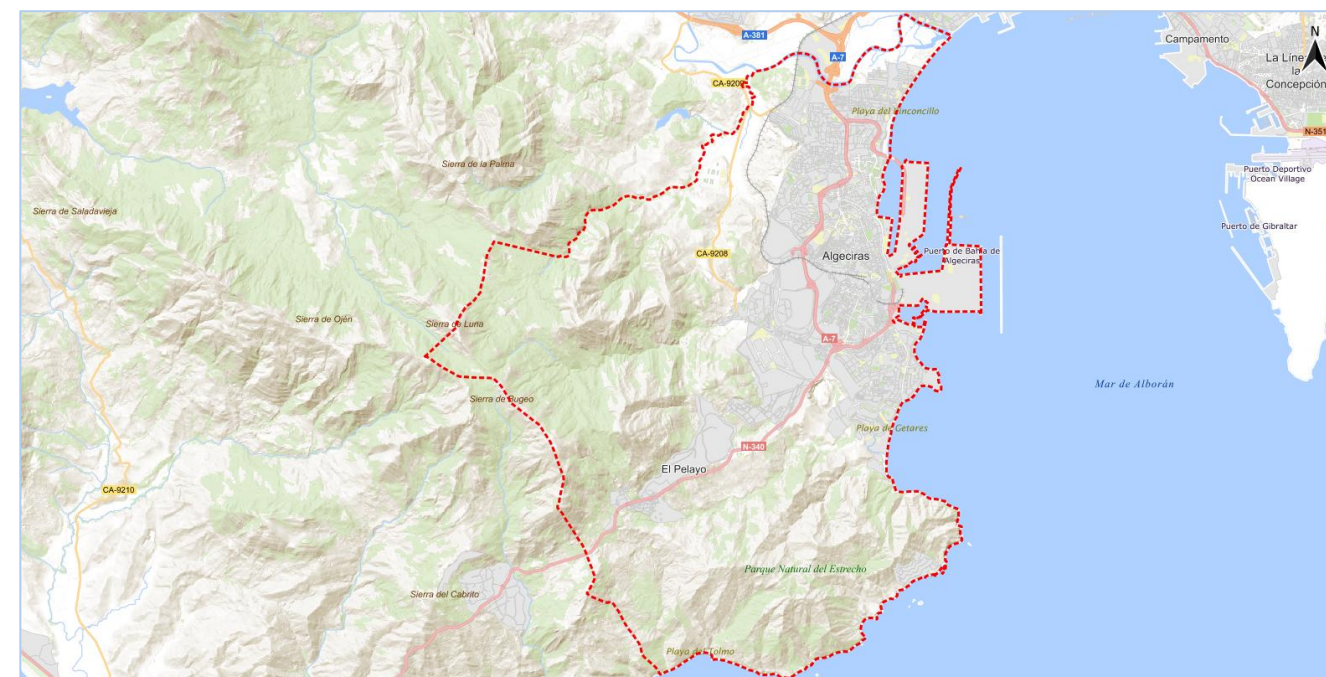 A-381
Campamento
N
A-7
La Línea
la
Concepción
CA-9209
Playa del Rinconcillo
N-351
Sierra de la Palma
Puerto Deportivo
Ocean Village
Sierra de Saladavieja
Puerto de Gibraltar
CA-9208
Algeciras
Puerto de Bahía de
Algeciras
Sierra de Ojén
Sierra de Luna
A-7
Mar de Alborán
Sierra de Bugeo
Playa de Getares
N-340
El Pelayo
CA-9210
Parque Natural del Estrecho
Sierra del Cabrito
Playa del Tolmo